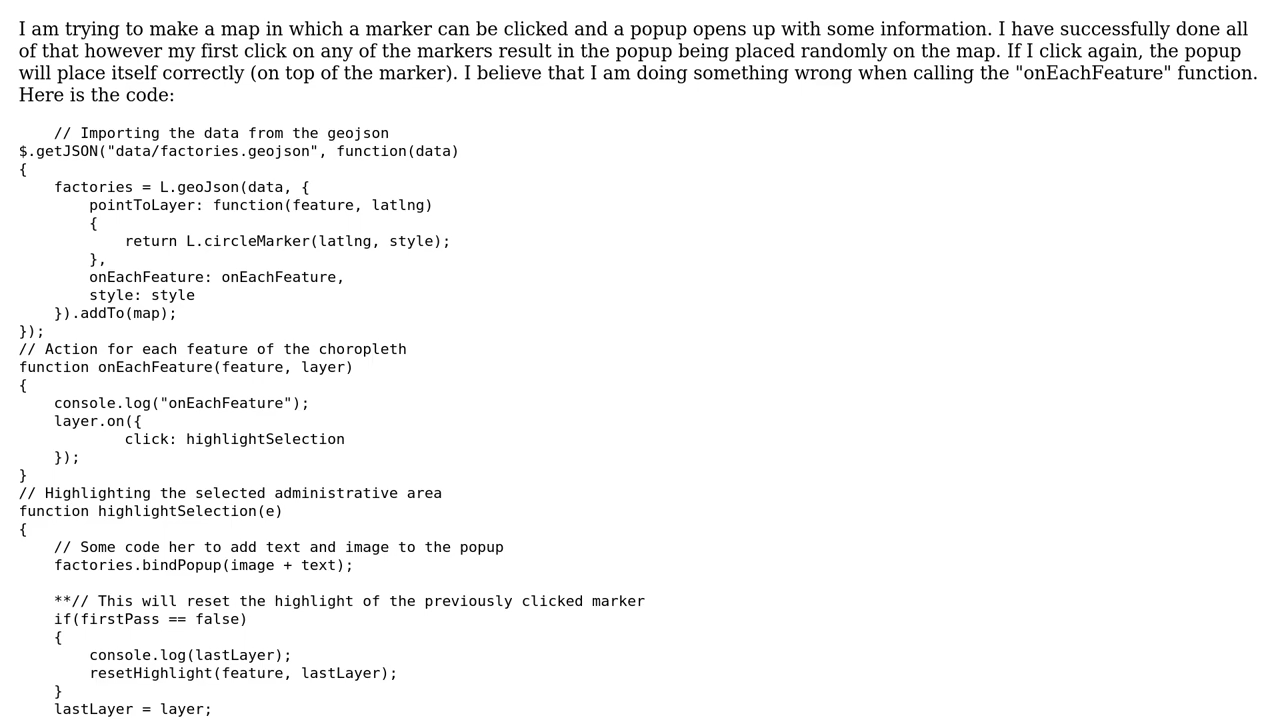 I am trying to make a map in which a marker can be clicked and a popup opens up with some information. I have successfully done all
of that however my first click on any of the markers result in the popup being placed randomly on the map. If I click again, the popup
will place itself correctly (on top of the marker). I believe that I am doing something wrong when calling the "onEachFeature" function.
Here is the code:
    // Importing the data from the geojson
$.getJSON("data/factories.geojson", function(data)
{
    factories = L.geoJson(data, {
        pointToLayer: function(feature, latlng)
        {
            return L.circleMarker(latlng, style);
        },
        onEachFeature: onEachFeature,
        style: style
    }).addTo(map);
});
// Action for each feature of the choropleth
function onEachFeature(feature, layer)
{
    console.log("onEachFeature");
    layer.on({
            click: highlightSelection
    });
}
// Highlighting the selected administrative area
function highlightSelection(e)
{
    // Some code her to add text and image to the popup
    factories.bindPopup(image + text);
    **// This will reset the highlight of the previously clicked marker
    if(firstPass == false)
    {
        console.log(lastLayer);
        resetHighlight(feature, lastLayer);
    }
    lastLayer = layer;